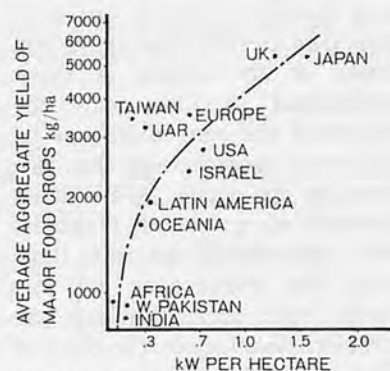 AVERAGE AGGREGATE YIELD OF
MAJOR FOOD CROPS kg/ha
7000
6000
5000
4000
3000
2000
1000
UK
JAPAN
TAIWAN
EUROPE
UAR
USA
ISRAEL
LATIN AMERICA
OCEANIA
AFRICA
W. PAKISTAN
INDIA
.3
.7
1.0
1.5
2.0
kW PER HECTARE